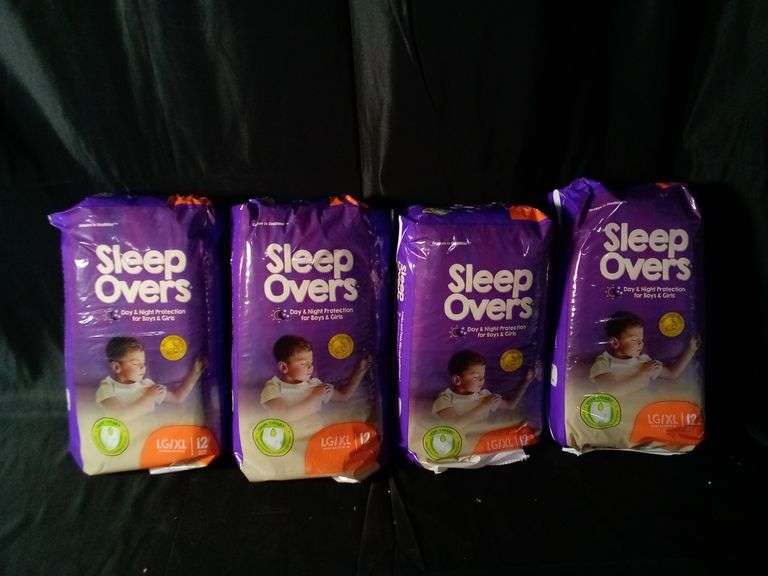 Sleep
Overs
Day & Night Protection
for Boys & Girls
LG/XL 12
Sleep
Overs
Day & Night Protection
for Boys & Girls
LG/XL 12
Sleep
Overs
Day & Night Protection
for Boys & Girls
LG/XL 12
Sleep
Overs
Day & Night Protection
for Boys & Girls
LG/XL 12